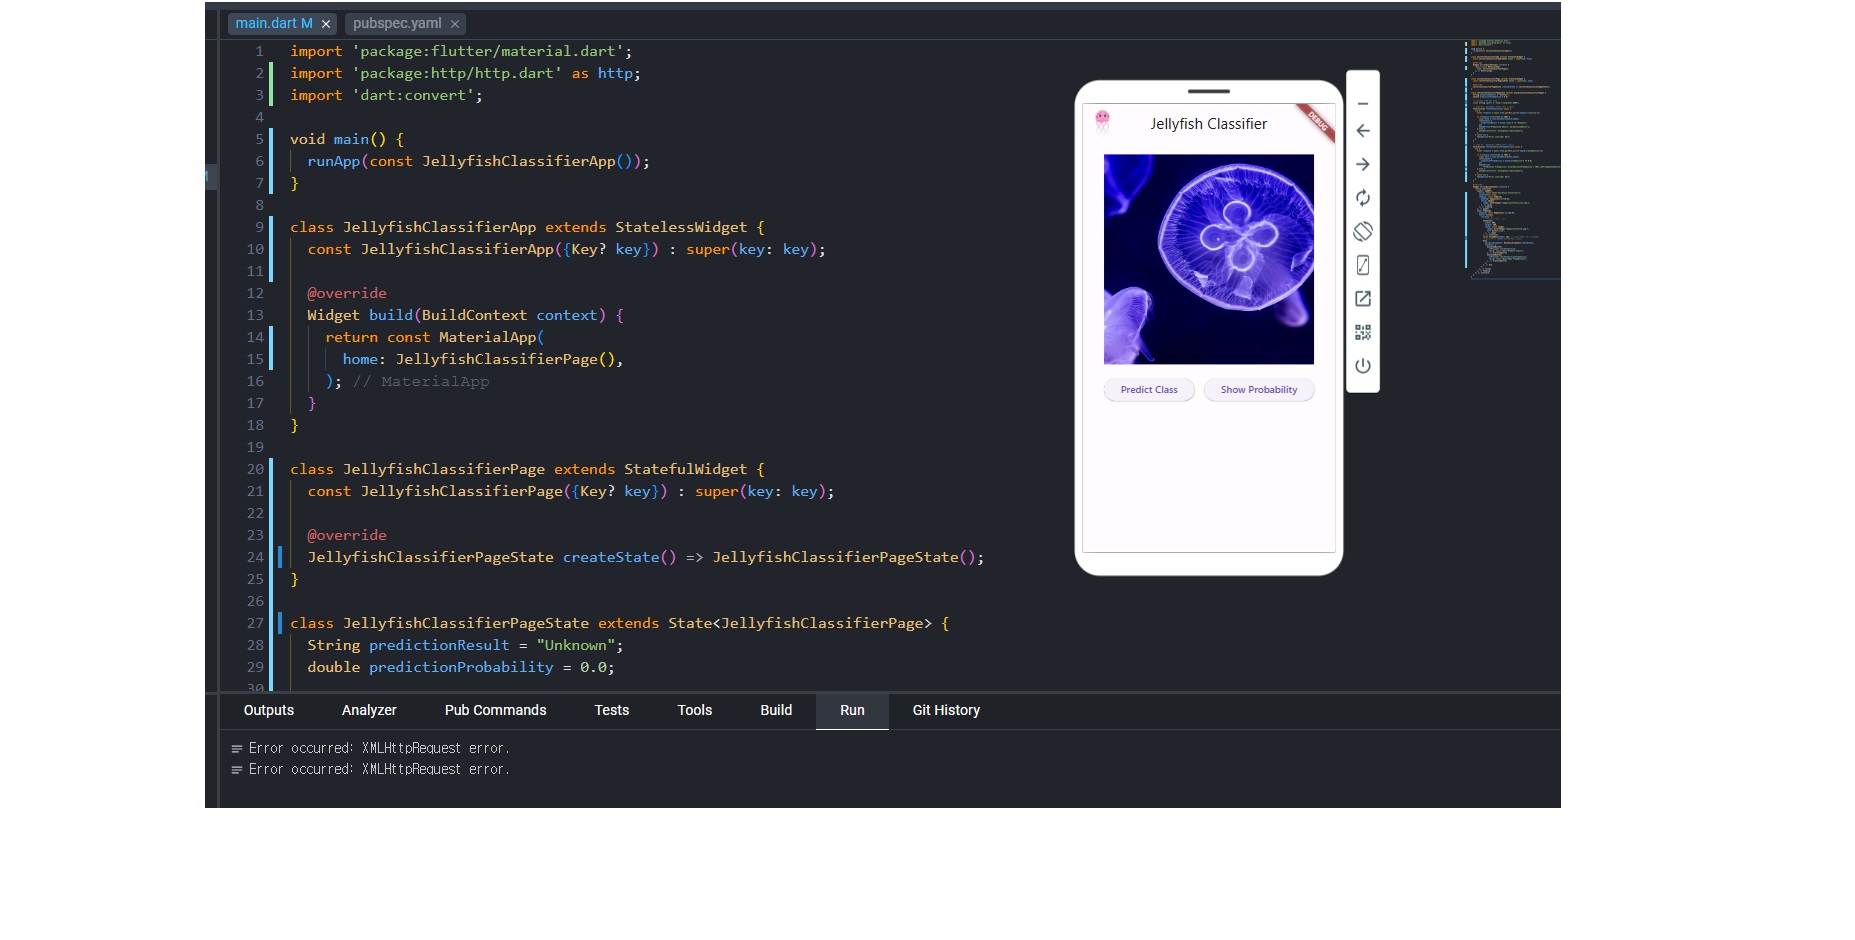 main.dart M ×
pubspec.yaml ×
1 import 'package:flutter/material.dart';
2 import 'package:http/http.dart' as http;
3 import 'dart:convert';
4
5 void main() {
6 runApp(const JellyfishClassifierApp());
7 }
8
9 class JellyfishClassifierApp extends StatelessWidget {
10 const JellyfishClassifierApp({Key? key}) : super(key: key);
11
12 @override
13 Widget build(BuildContext context) {
14 return const MaterialApp(
15 home: JellyfishClassifierPage(),
16 ); // MaterialApp
17 }
18 }
19
20 class JellyfishClassifierPage extends StatefulWidget {
21 const JellyfishClassifierPage({Key? key}) : super(key: key);
22
23 @override
24 JellyfishClassifierPageState createState() => JellyfishClassifierPageState();
25 }
26
27 class JellyfishClassifierPageState extends State<JellyfishClassifierPage> {
28 String predictionResult = "Unknown";
29 double predictionProbability = 0.0;
30
Jellyfish Classifier
DEBUG
Predict Class
Show Probability
Outputs Analyzer Pub Commands Tests Tools Build Run Git History
Error occurred: XMLHttpRequest error.
Error occurred: XMLHttpRequest error.